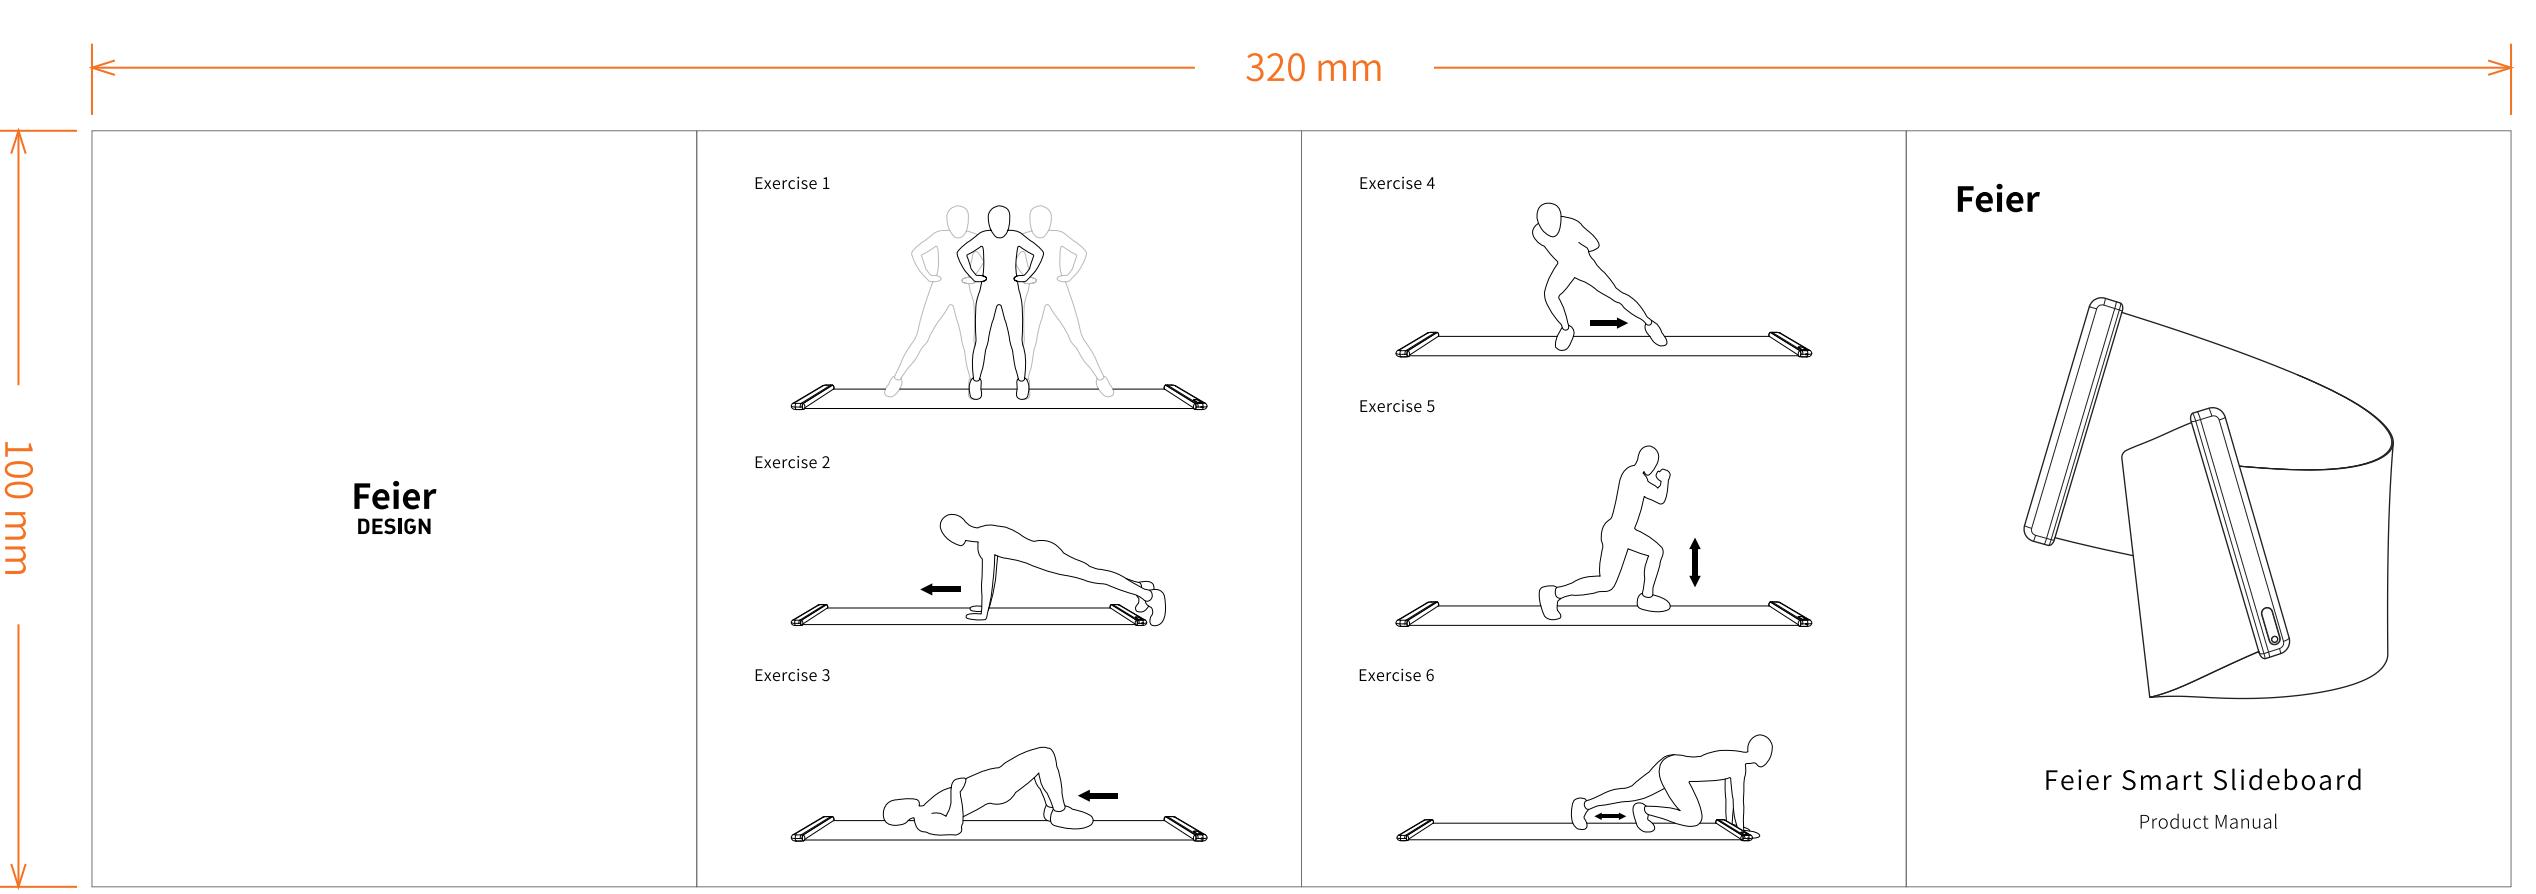 320 mm
100 mm
Feier
DESIGN
Exercise 1
Exercise 2
Exercise 3
Exercise 4
Exercise 5
Exercise 6
Feier
Feier Smart Slideboard
Product Manual